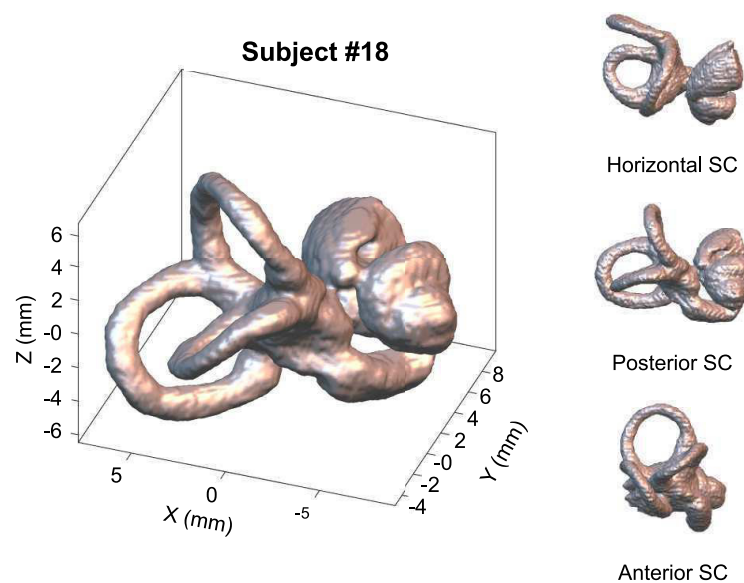 Subject #18
6
4
2
-0
-2
-4
-6
Z (mm)
5
0
-5
X (mm)
8
6
4
2
-0
-2
-4
Y (mm)
Horizontal SC
Posterior SC
Anterior SC